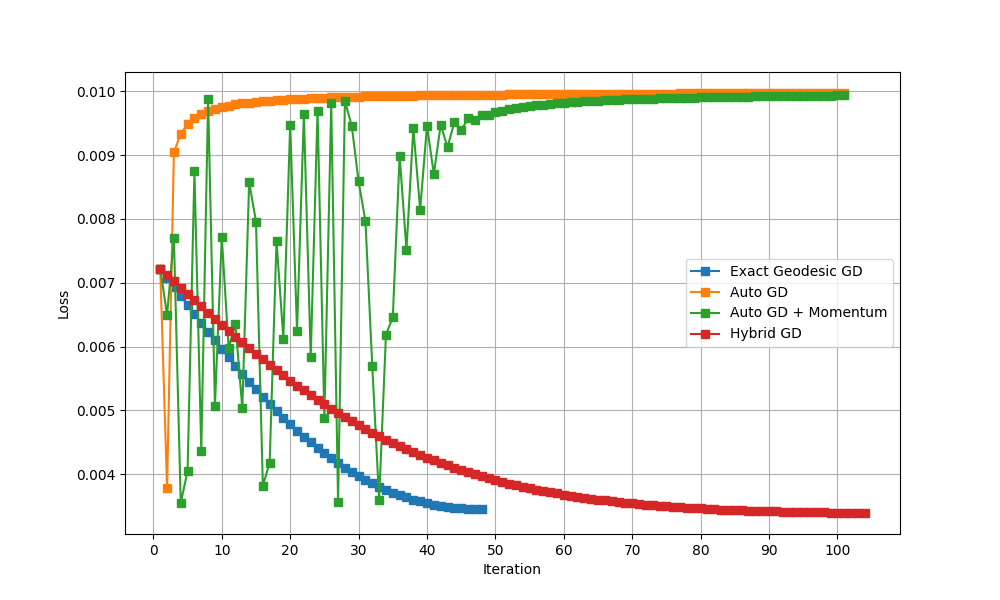 0.010
0.009
0.008
0.007
0.006
0.005
0.004
Loss
Exact Geodesic GD
Auto GD
Auto GD + Momentum
Hybrid GD
0 10 20 30 40 50 60 70 80 90 100
Iteration